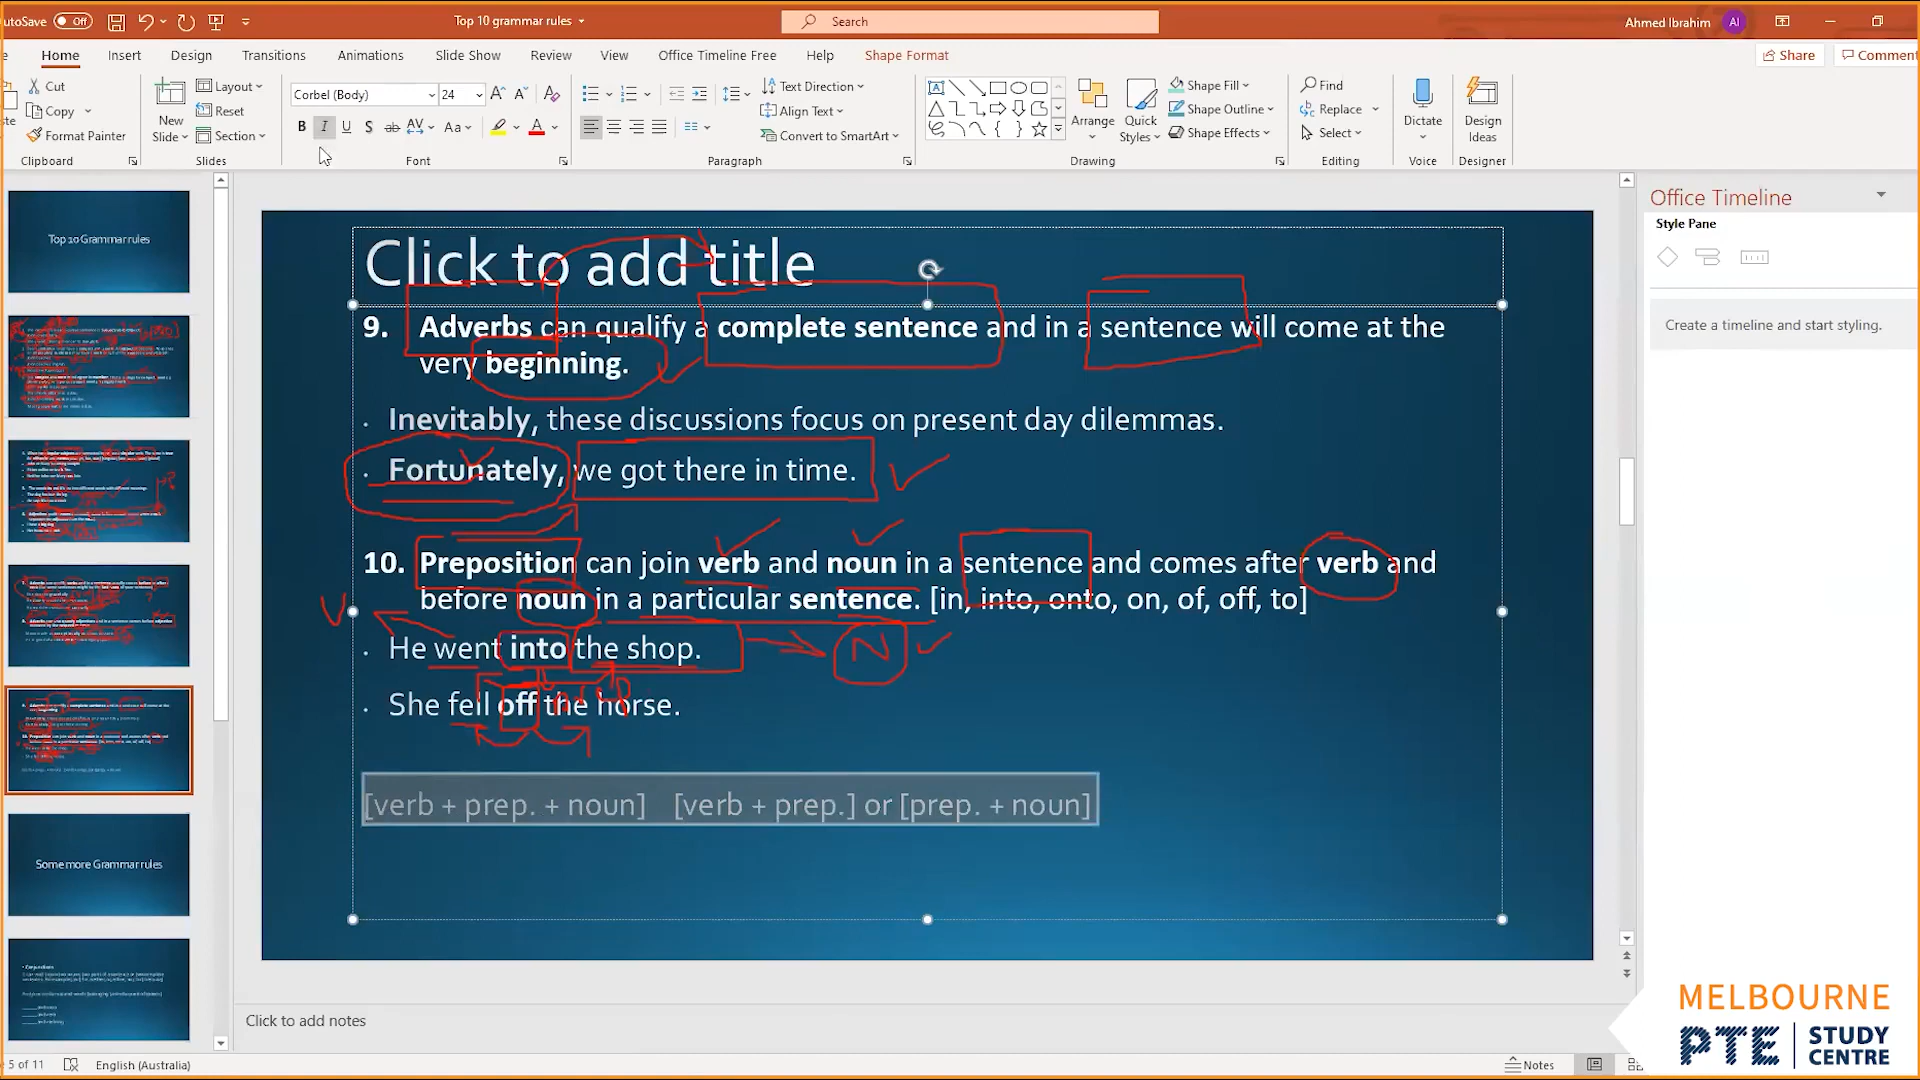 utoSave Off
Top 10 grammar rules
Search
Ahmed Ibrahim AI
Home Insert Design Transitions Animations Slide Show Review View Office Timeline Free Help Shape Format
Share Comment
Cut
Copy
Format Painter
Clipboard
New Slide
Layout
Reset
Section
Slides
Corbel (Body) 24
Font
Text Direction
Align Text
Convert to SmartArt
Paragraph
Arrange
Quick Styles
Shape Fill
Shape Outline
Shape Effects
Drawing
Find
Replace
Select
Editing
Dictate
Voice
Design Ideas
Designer
Top 10 Grammar rules
Some more Grammar rules
Click to add title
9. Adverbs can qualify a complete sentence and in a sentence will come at the
very beginning.
Inevitably, these discussions focus on present day dilemmas.
Fortunately, we got there in time.
10. Preposition can join verb and noun in a sentence and comes after verb and
before noun in a particular sentence. [in, into, onto, on, of, off, to]
V
He went into the shop.
N
She fell off the horse.
[verb + prep. + noun] [verb + prep.] or [prep. + noun]
Office Timeline
Style Pane
Create a timeline and start styling.
Click to add notes
5 of 11
English (Australia)
Notes
MELBOURNE
PTE STUDY
CENTRE